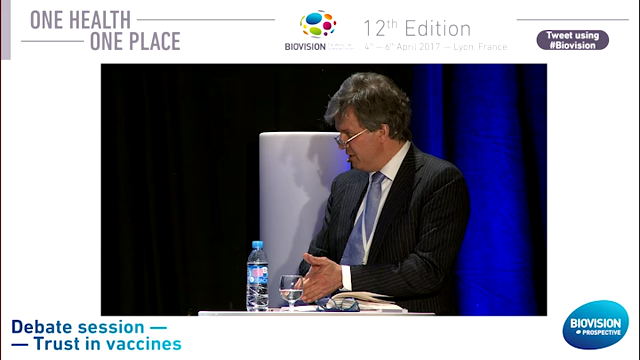 ONE HEALTH
ONE PLACE
BIOVISION
12th Edition
4th – 6th April 2017 – Lyon, France
Tweet using
#Biovision
Debate session —
— Trust in vaccines
BIOVISION
PROSPECTIVE